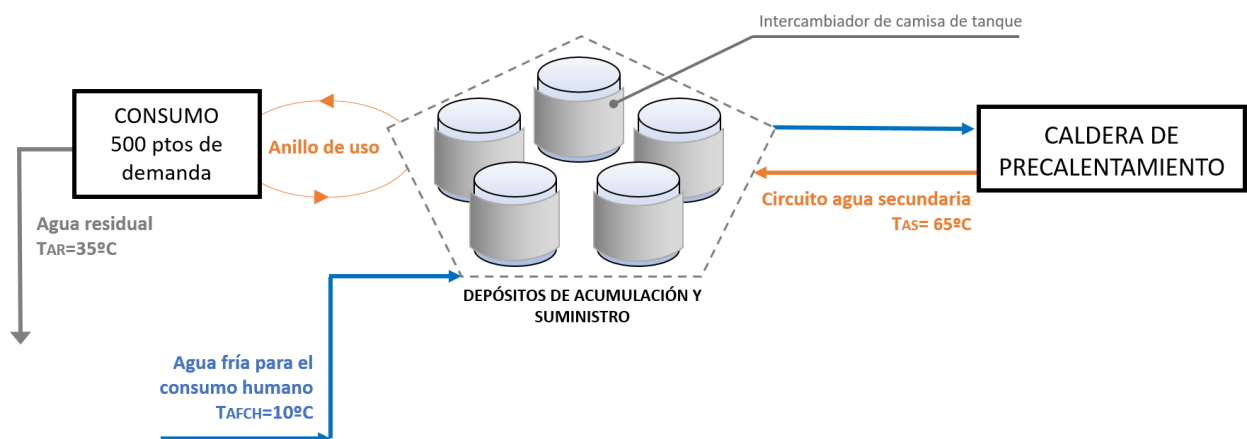 Intercambiador de camisa de tanque
CONSUMO
500 ptos de
demanda
Anillo de uso
CALDERA DE
PRECALENTAMIENTO
Circuito agua secundaria
TAS= 65ºC
Agua residual
TAR=35ºC
DEPÓSITOS DE ACUMULACIÓN Y
SUMINISTRO
Agua fría para el
consumo humano
TAFCH=10ºC